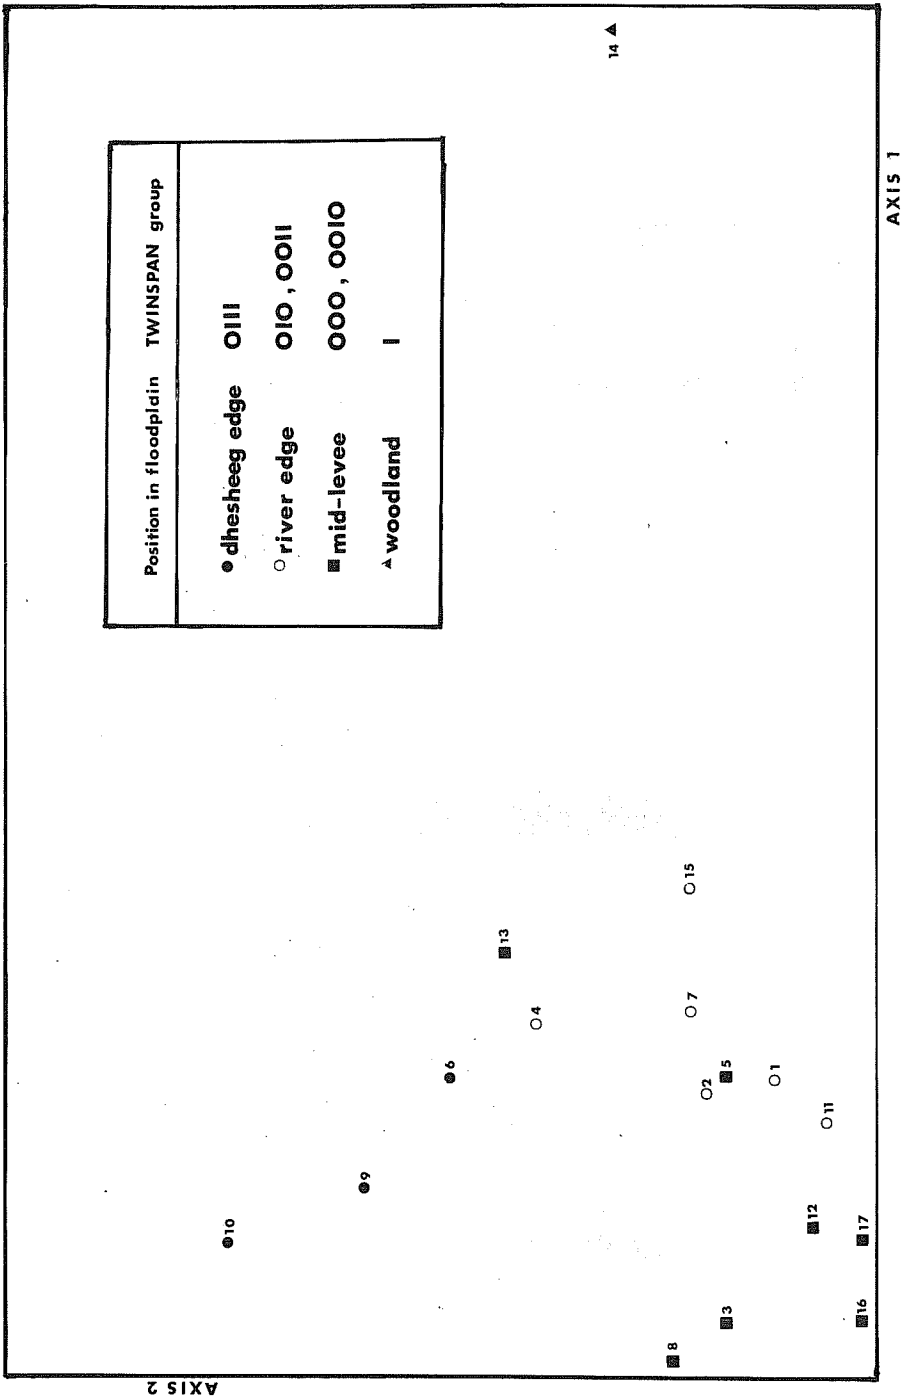 Position in floodpldin TWINSPAN group
dhesheeg edge 0111
river edge 010, 0011
mid-levee 000, 0010
woodland 1
14
10
9
6
13
4
15
7
2
5
1
11
12
17
8
3
16
AXIS 1
AXIS 2